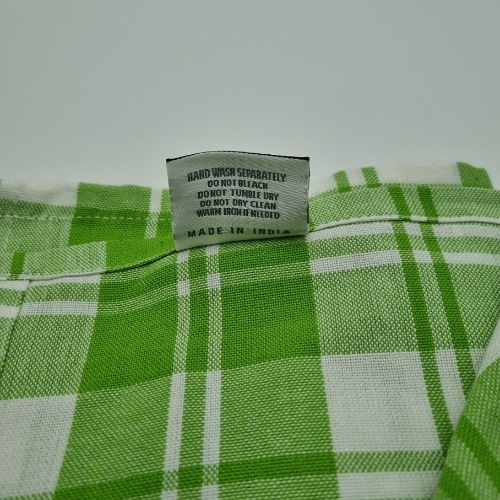 HAND WASH SEPARATELY
DO NOT BLEACH
DO NOT TUMBLE DRY
DO NOT DRY CLEAN
WARM IRON IF NEEDED
MADE IN INDIA